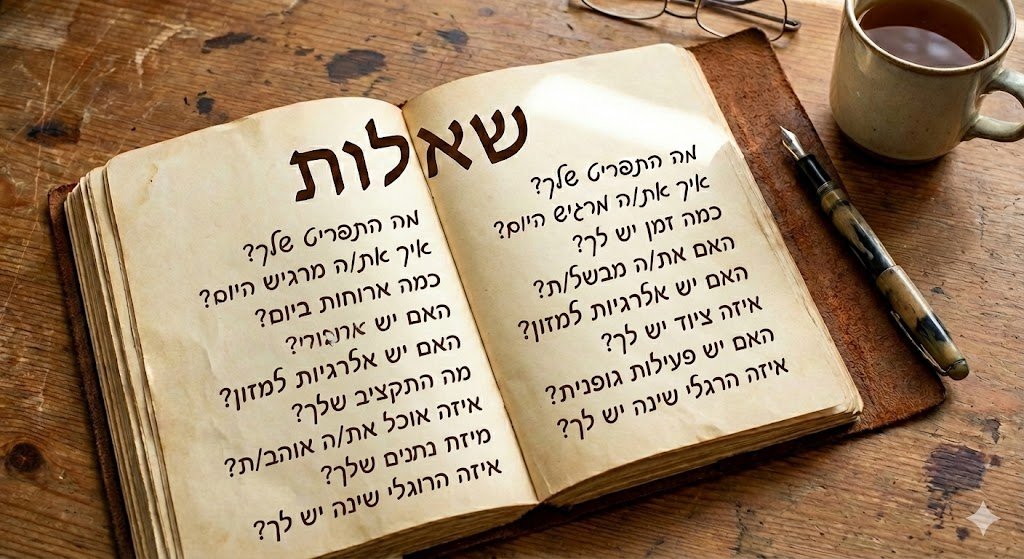 שאלות
מה התפריט שלך?
איך את/ה מרגיש היום?
כמה זמן יש לך?
האם את/ה מבשל/ת?
האם יש אלרגיות למזון?
איזה ציוד יש לך?
האם יש פעילות גופנית?
איזה הרגלי שינה יש לך?
מה התפריט שלך?
איך את/ה מרגיש היום?
כמה ארוחות ביום?
האם יש
האם יש אלרגיות למזון?
מה התקציב שלך?
איזה אוכל את/ה אוהב/ת?
מיזת נתנים שלך?
איזה הרוגלי שינה יש לך?